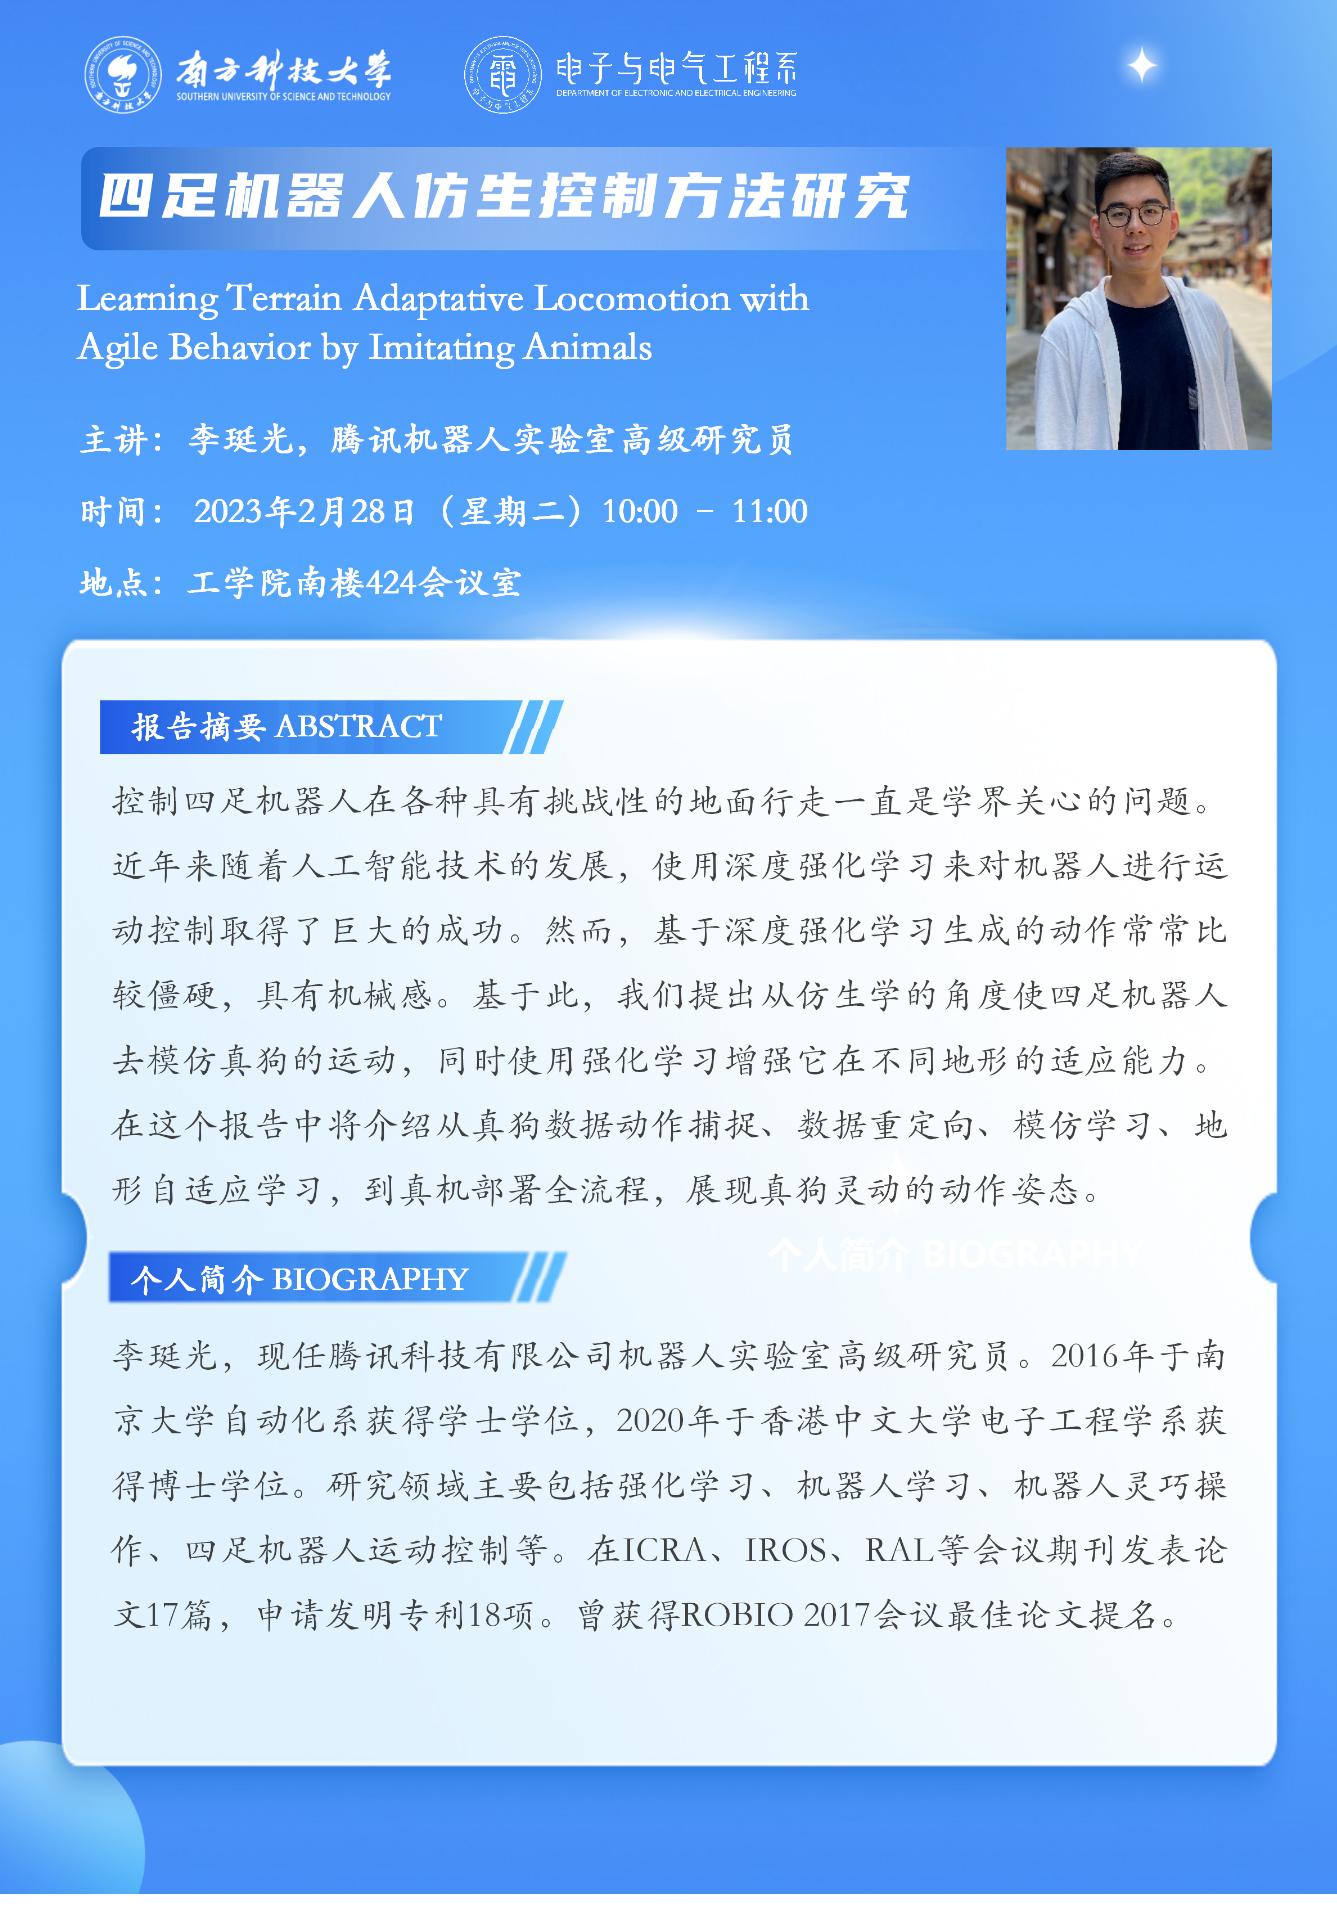 南方科技大学
SOUTHERN UNIVERSITY OF SCIENCE AND TECHNOLOGY
電
电子与电气工程系
DEPARTMENT OF ELECTRONIC AND ELECTRICAL ENGINEERING
四足机器人仿生控制方法研究
Learning Terrain Adaptative Locomotion with
Agile Behavior by Imitating Animals
主讲： 李珽光，腾讯机器人实验室高级研究员
时间： 2023年2月28日（星期二）10:00 － 11:00
地点： 工学院南楼424会议室
报告摘要 ABSTRACT
控制四足机器人在各种具有挑战性的地面行走一直是学界关心的问题。
近年来随着人工智能技术的发展，使用深度强化学习来对机器人进行运
动控制取得了巨大的成功。然而，基于深度强化学习生成的动作常常比
较僵硬，具有机械感。基于此，我们提出从仿生学的角度使四足机器人
去模仿真狗的运动，同时使用强化学习增强它在不同地形的适应能力。
在这个报告中将介绍从真狗数据动作捕捉、数据重定向、模仿学习、地
形自适应学习，到真机部署全流程，展现真狗灵动的动作姿态。
个人简介 BIOGRAPHY
个人简介 BIOGRAPHY
李珽光，现任腾讯科技有限公司机器人实验室高级研究员。2016年于南
京大学自动化系获得学士学位，2020年于香港中文大学电子工程学系获
得博士学位。研究领域主要包括强化学习、机器人学习、机器人灵巧操
作、四足机器人运动控制等。在ICRA、IROS、RAL等会议期刊发表论
文17篇，申请发明专利18项。曾获得ROBIO 2017会议最佳论文提名。